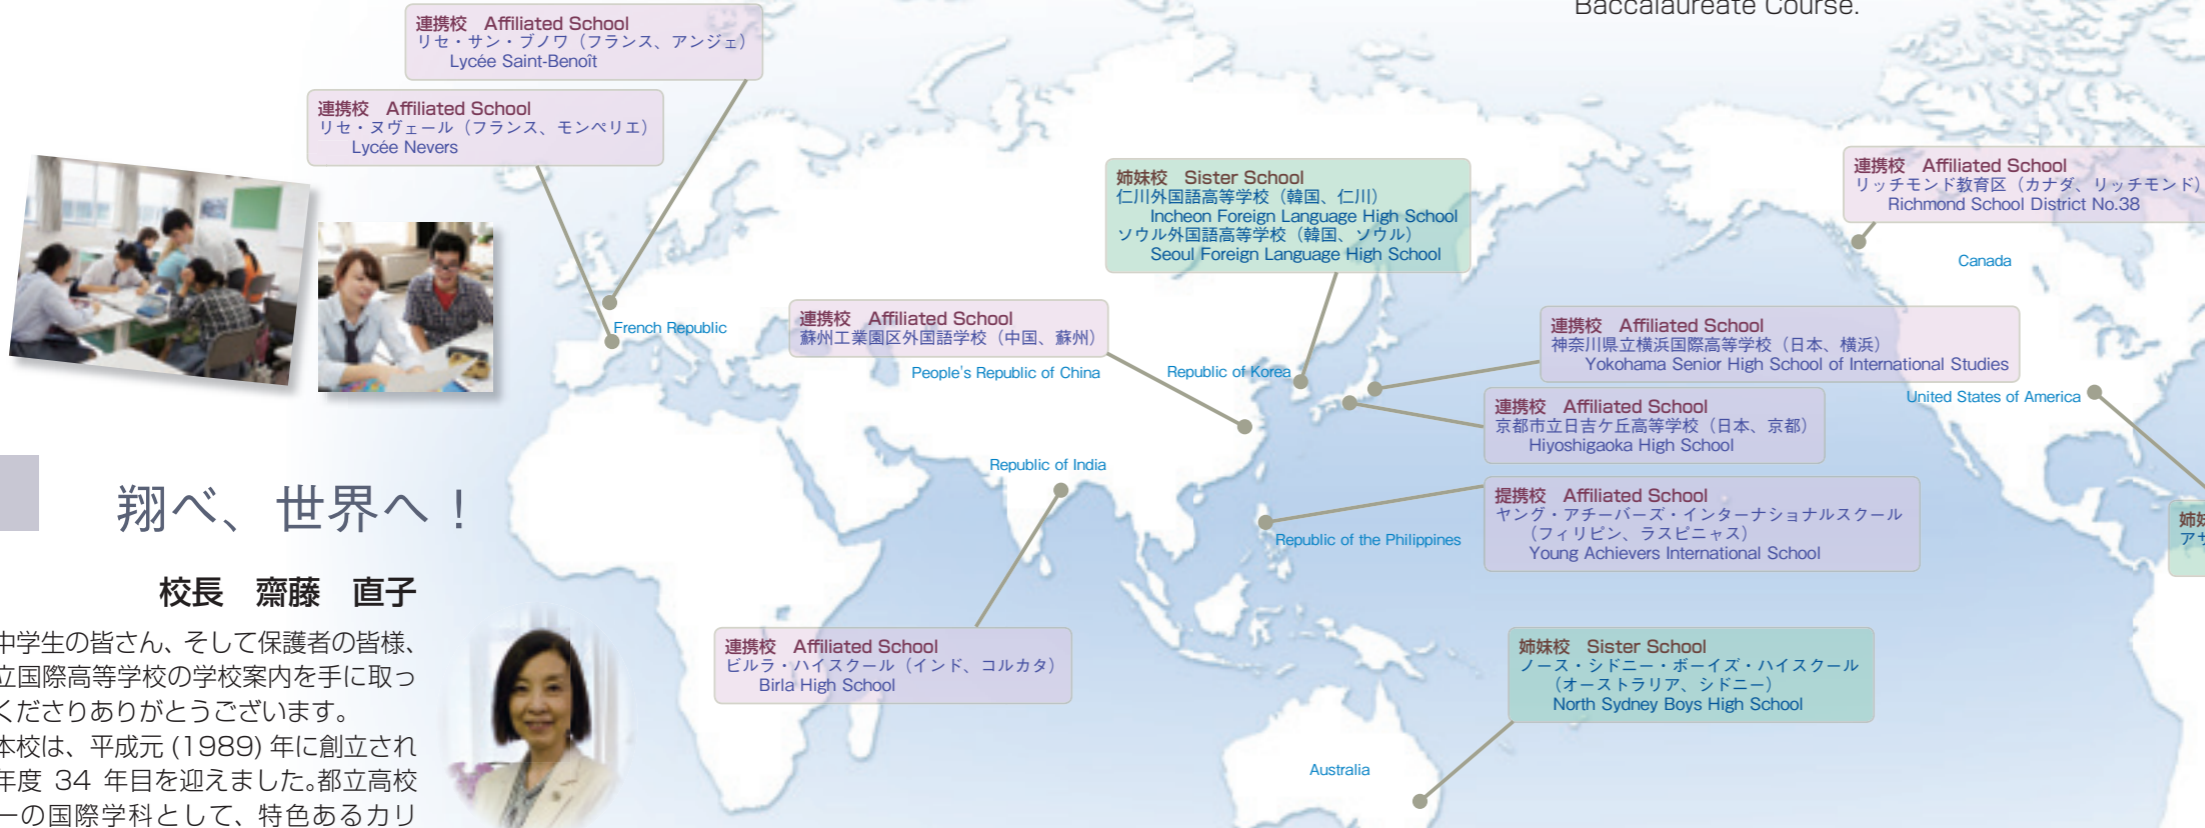 Baccalaureate Course.
連携校　Affiliated School
リセ・サン・ブノワ（フランス、アンジェ）
Lycée Saint-Benoît
連携校　Affiliated School
リセ・ヌヴェール（フランス、モンペリエ）
Lycée Nevers
姉妹校　Sister School
仁川外国語高等学校（韓国、仁川）
Incheon Foreign Language High School
ソウル外国語高等学校（韓国、ソウル）
Seoul Foreign Language High School
連携校　Affiliated School
リッチモンド教育区（カナダ、リッチモンド）
Richmond School District No.38
Canada
French Republic
連携校　Affiliated School
蘇州工業園区外国語学校（中国、蘇州）
People's Republic of China
Republic of Korea
連携校　Affiliated School
神奈川県立横浜国際高等学校（日本、横浜）
Yokohama Senior High School of International Studies
United States of America
連携校　Affiliated School
京都市立日吉ケ丘高等学校（日本、京都）
Hiyoshigaoka High School
Republic of India
提携校　Affiliated School
ヤング・アチーバーズ・インターナショナルスクール
（フィリピン、ラスピニャス）
Young Achievers International School
Republic of the Philippines
姉
ア
連携校　Affiliated School
ビルラ・ハイスクール（インド、コルカタ）
Birla High School
姉妹校　Sister School
ノース・シドニー・ボーイズ・ハイスクール
（オーストラリア、シドニー）
North Sydney Boys High School
Australia
翔べ、世界へ！
校長　齋藤　直子
中学生の皆さん、そして保護者の皆様、
立国際高等学校の学校案内を手に取っ
くださりありがとうございます。
本校は、平成元 (1989) 年に創立され
年度 34 年目を迎えました。都立高校
一の国際学科として、特色あるカリ